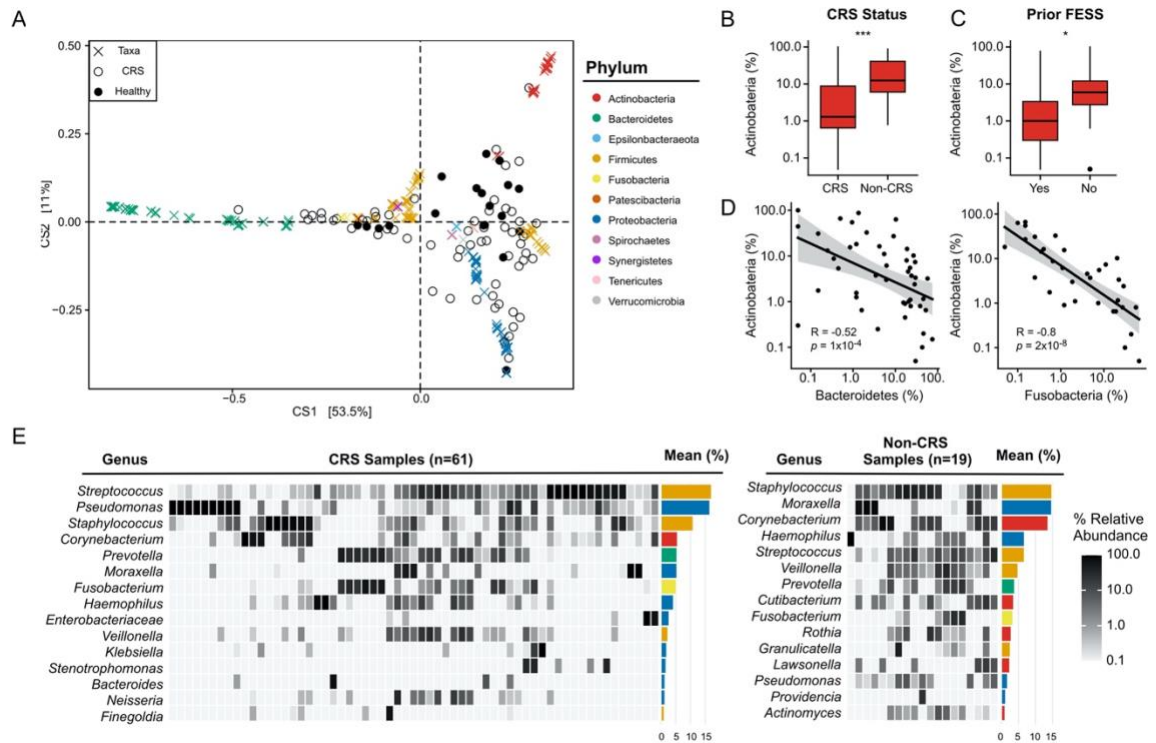 A
0.50
0.25
0.00
−0.25
CS2 [11%]
−0.5
0.0
CS1 [53.5%]
Taxa
CRS
Healthy
Phylum
Actinobacteria
Bacteroidetes
Epsilonbacteraeota
Firmicutes
Fusobacteria
Patescibacteria
Proteobacteria
Spirochaetes
Synergistetes
Tenericutes
Verrucomicrobia
B
CRS Status
***
Actinobateria (%)
100.0
10.0
1.0
0.1
CRS
Non-CRS
C
Prior FESS
*
Actinobateria (%)
100.0
10.0
1.0
0.1
Yes
No
D
Actinobateria (%)
100.0
10.0
1.0
0.1
R = -0.52
p = 1x10⁻⁴
0.1
1.0
10.0
100.
Bacteroidetes (%)
Actinobateria (%)
100.0
10.0
1.0
0.1
R = -0.8
p = 2x10⁻⁸
0.1
1.0
10.0
Fusobacteria (%)
E
Genus
CRS Samples (n=61)
Mean (%)
Streptococcus
Pseudomonas
Staphylococcus
Corynebacterium
Prevotella
Moraxella
Fusobacterium
Haemophilus
Enterobacteriaceae
Veillonella
Klebsiella
Stenotrophomonas
Bacteroides
Neisseria
Finegoldia
0 5 10 15
Genus
Non-CRS
Samples (n=19)
Mean (%)
Staphylococcus
Moraxella
Corynebacterium
Haemophilus
Streptococcus
Veillonella
Prevotella
Cutibacterium
Fusobacterium
Rothia
Granulicatella
Lawsonella
Pseudomonas
Providencia
Actinomyces
0 5 10 15
% Relative
Abundance
100.0
10.0
1.0
0.1